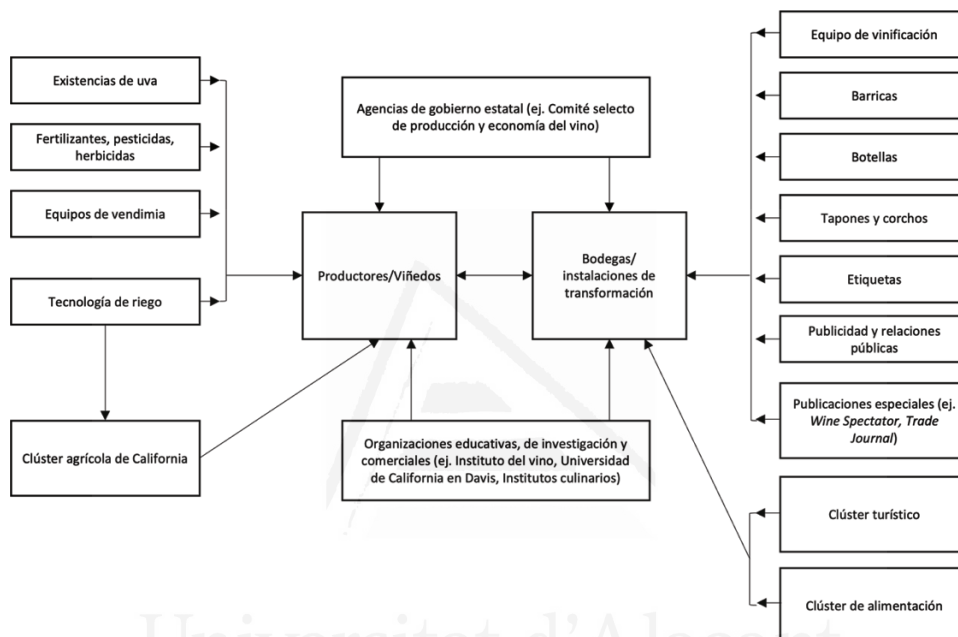 Existencias de uva
Fertilizantes, pesticidas,
herbicidas
Equipos de vendimia
Tecnología de riego
Clúster agrícola de California
Agencias de gobierno estatal (ej. Comité selecto
de producción y economía del vino)
Productores/Viñedos
Bodegas/
instalaciones de
transformación
Organizaciones educativas, de investigación y
comerciales (ej. Instituto del vino, Universidad
de California en Davis, Institutos culinarios)
Equipo de vinificación
Barricas
Botellas
Tapones y corchos
Etiquetas
Publicidad y relaciones
públicas
Publicaciones especiales (ej.
Wine Spectator, Trade
Journal)
Clúster turístico
Clúster de alimentación
Universitat d'Alacant